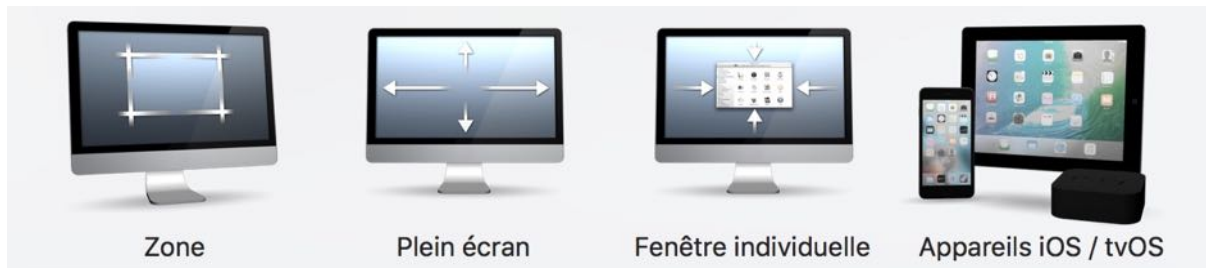 Zone
Plein écran
Fenêtre individuelle
Appareils iOS / tvOS